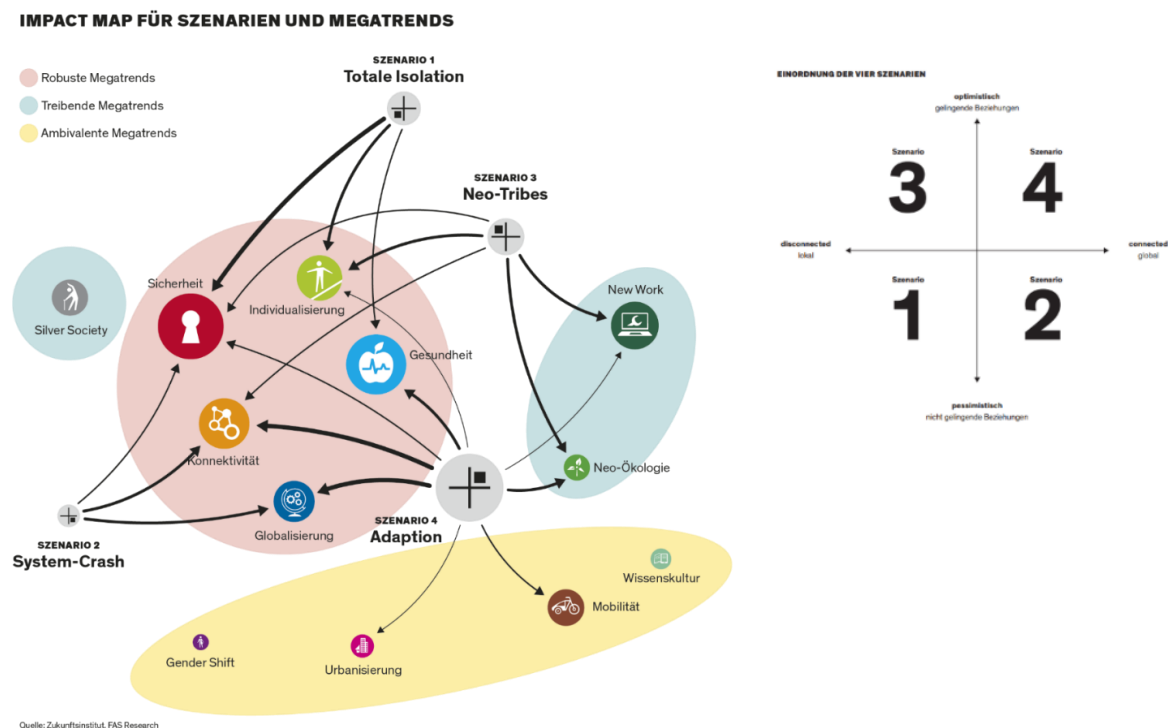 IMPACT MAP FÜR SZENARIEN UND MEGATRENDS
Robuste Megatrends
Treibende Megatrends
Ambivalente Megatrends
SZENARIO 1
Totale Isolation
SZENARIO 3
Neo-Tribes
Sicherheit
Individualisierung
Silver Society
Gesundheit
New Work
Konnektivität
Neo-Ökologie
Globalisierung
SZENARIO 4
Adaption
SZENARIO 2
System-Crash
Wissenskultur
Mobilität
Gender Shift
Urbanisierung
Quelle: Zukunftsinstitut, FAS Research
EINORDNUNG DER VIER SZENARIEN
optimistisch
gelingende Beziehungen
Szenario
3
Szenario
4
disconnected
lokal
connected
global
Szenario
1
Szenario
2
pessimistisch
nicht gelingende Beziehungen